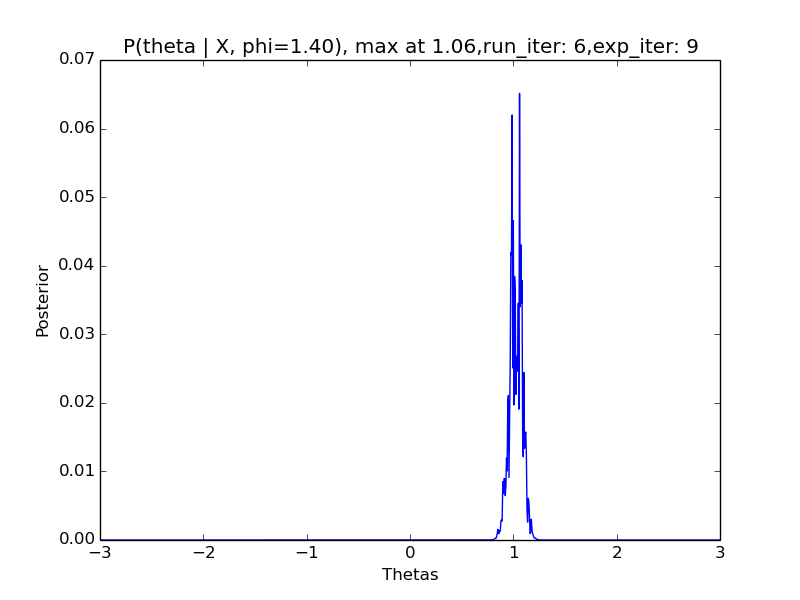 P(theta | X, phi=1.40), max at 1.06,run_iter: 6,exp_iter: 9
0.07
0.06
0.05
0.04
0.03
0.02
0.01
0.00
Posterior
−3 −2 −1 0 1 2 3
Thetas